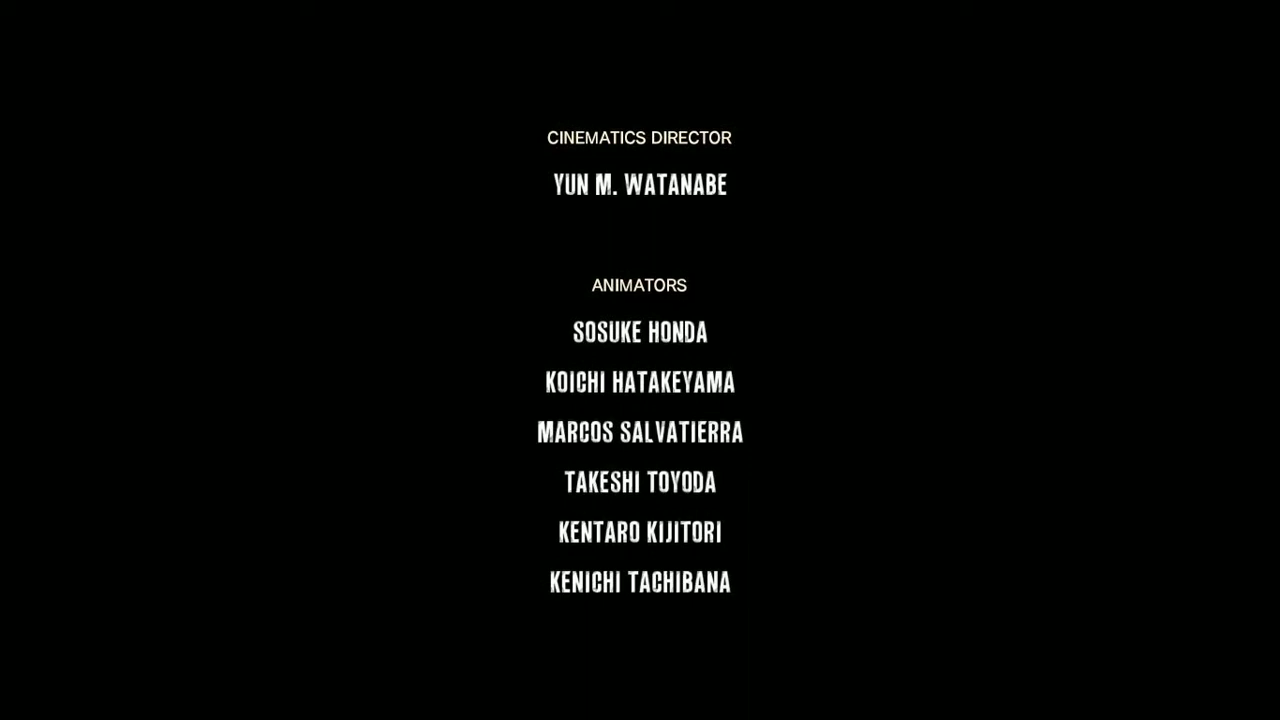 CINEMATICS DIRECTOR
YUN M. WATANABE
ANIMATORS
SOSUKE HONDA
KOICHI HATAKEYAMA
MARCOS SALVATIERRA
TAKESHI TOYODA
KENTARO KIJITORI
KENICHI TACHIBANA